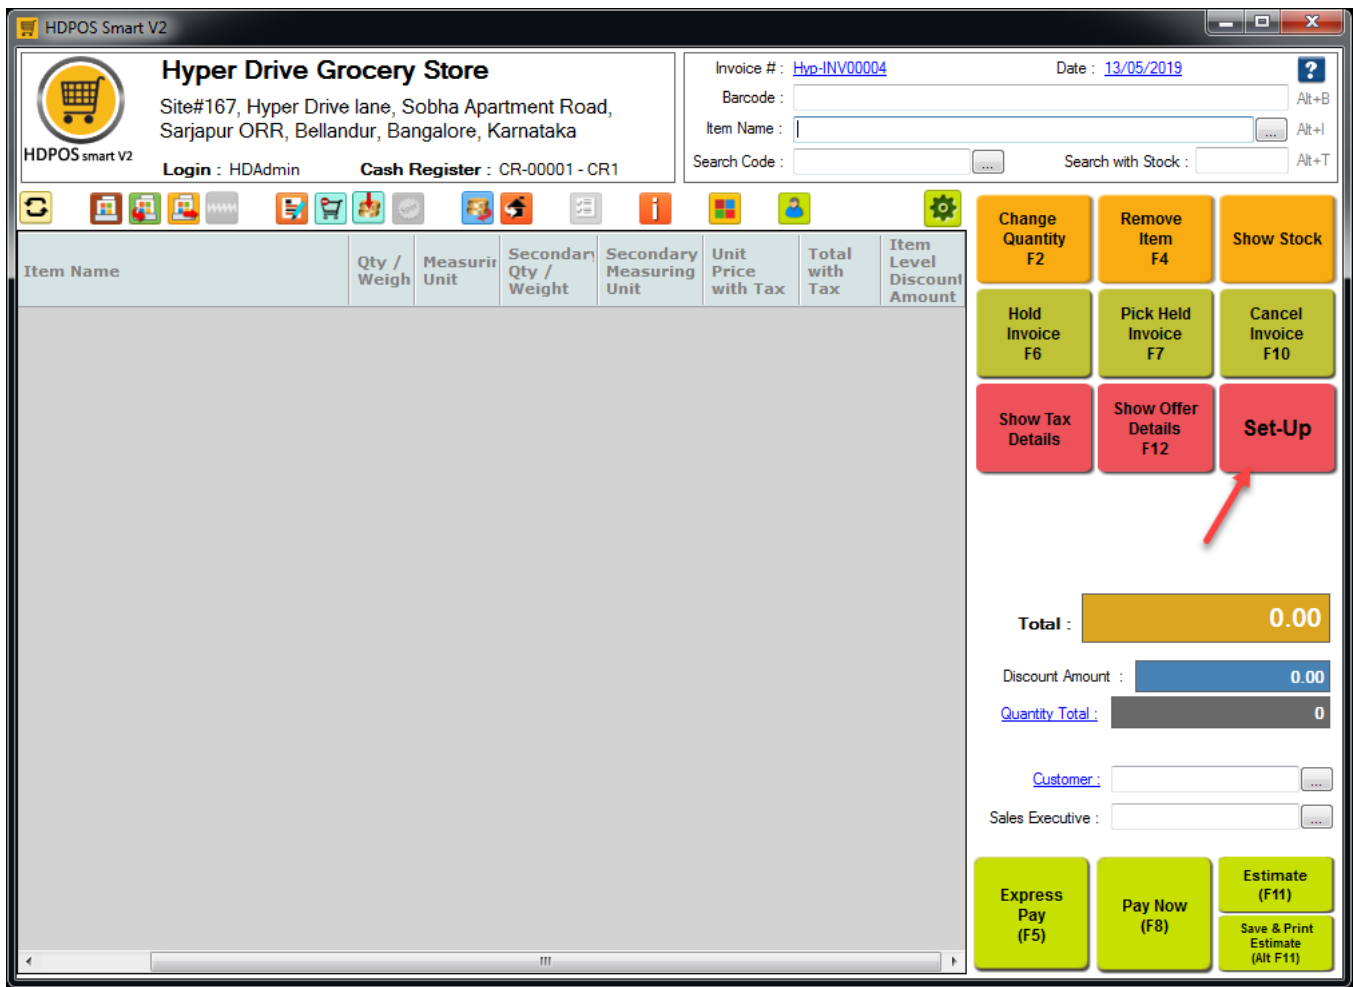 HDPOS Smart V2
Hyper Drive Grocery Store
Site#167, Hyper Drive lane, Sobha Apartment Road,
Sarjapur ORR, Bellandur, Bangalore, Karnataka
HDPOS smart V2
Login : HDAdmin Cash Register : CR-00001 - CR1
Invoice # : Hyp-INV00004 Date : 13/05/2019 ?
Barcode : Alt+B
Item Name : ... Alt+I
Search Code : ... Search with Stock : Alt+T
Item Name
Qty /
Weigh
Measurin
Unit
Secondary
Qty /
Weight
Secondary
Measuring
Unit
Unit
Price
with Tax
Total
with
Tax
Item
Level
Discount
Amount
Change
Quantity
F2
Remove
Item
F4
Show Stock
Hold
Invoice
F6
Pick Held
Invoice
F7
Cancel
Invoice
F10
Show Tax
Details
Show Offer
Details
F12
Set-Up
Total : 0.00
Discount Amount : 0.00
Quantity Total : 0
Customer : ...
Sales Executive : ...
Express
Pay
(F5)
Pay Now
(F8)
Estimate
(F11)
Save & Print
Estimate
(Alt F11)